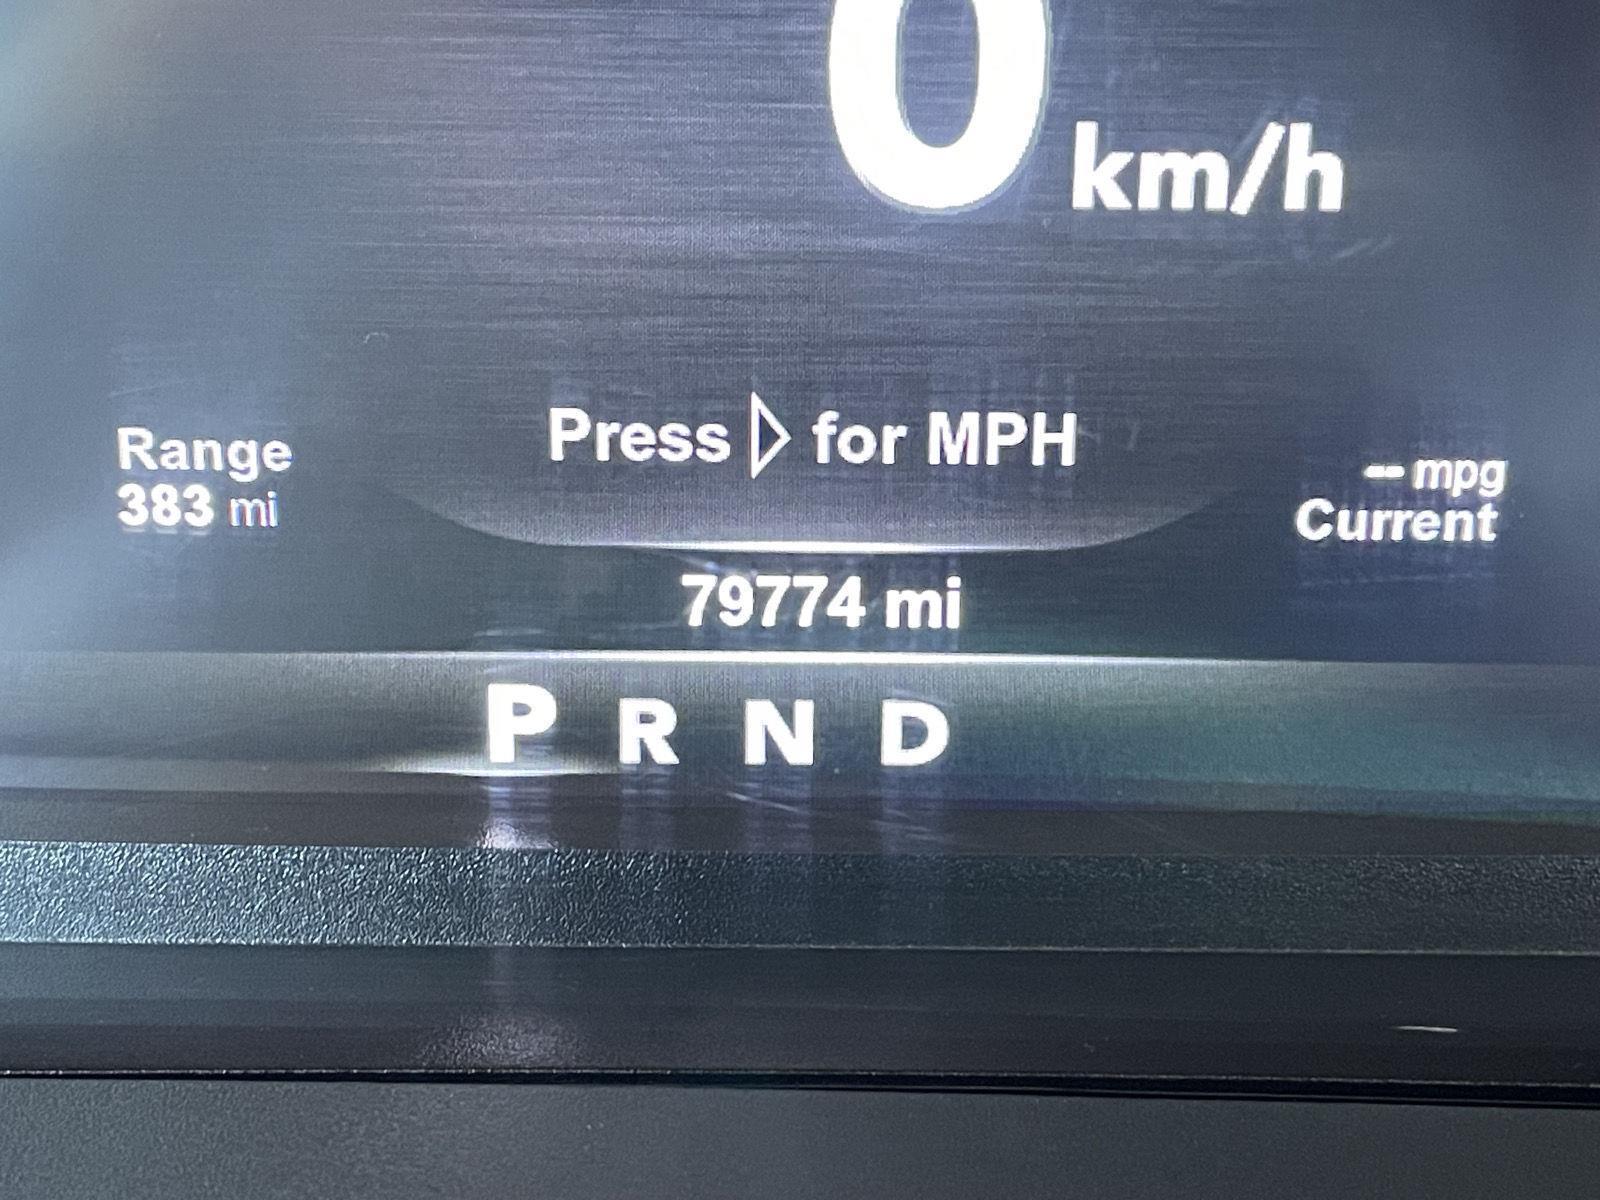 0 km/h
Press ▷ for MPH
Range
383 mi
-- mpg
Current
79774 mi
P R N D